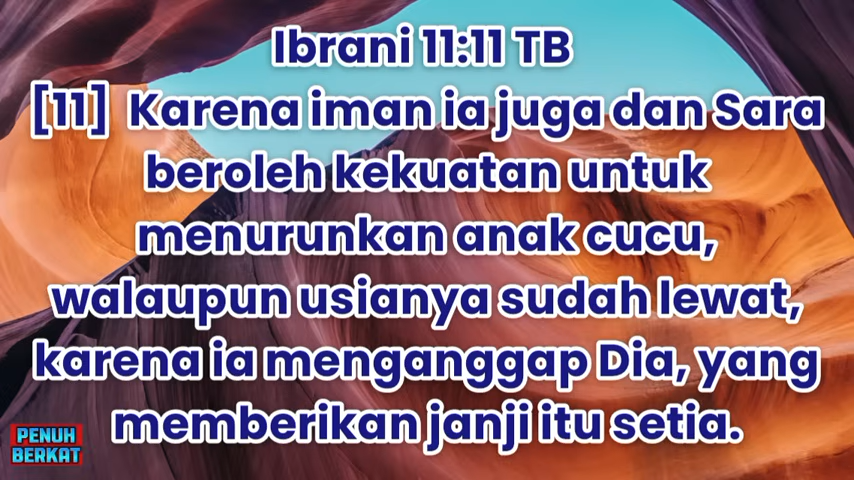 Ibrani 11:11 TB
[11] Karena iman ia juga dan Sara
beroleh kekuatan untuk
menurunkan anak cucu,
walaupun usianya sudah lewat,
karena ia menganggap Dia, yang
memberikan janji itu setia.
PENUH
BERKAT